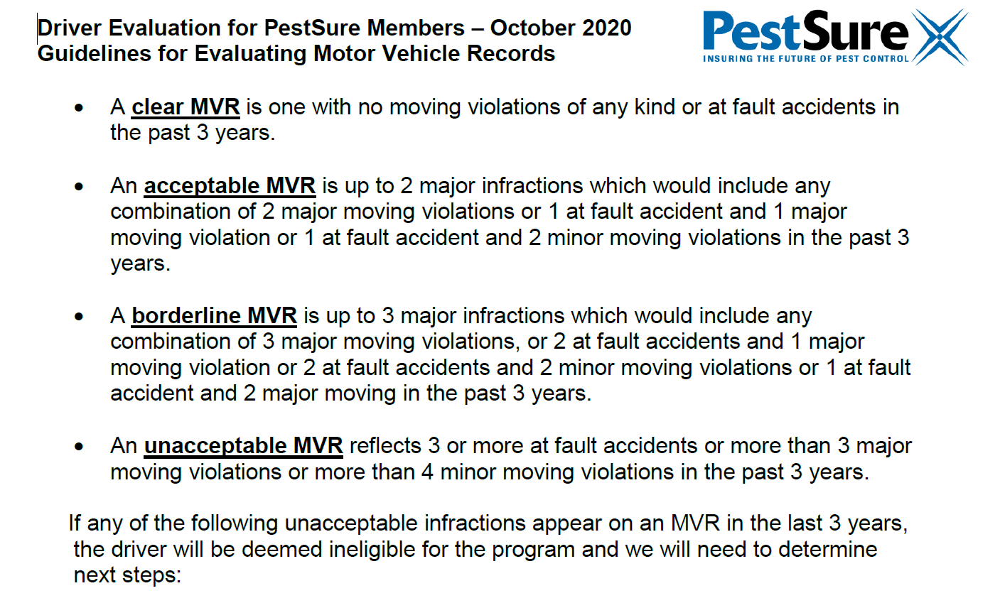 Driver Evaluation for PestSure Members – October 2020
Guidelines for Evaluating Motor Vehicle Records
PestSure
INSURING THE FUTURE OF PEST CONTROL
• A clear MVR is one with no moving violations of any kind or at fault accidents in
the past 3 years.
• An acceptable MVR is up to 2 major infractions which would include any
combination of 2 major moving violations or 1 at fault accident and 1 major
moving violation or 1 at fault accident and 2 minor moving violations in the past 3
years.
• A borderline MVR is up to 3 major infractions which would include any
combination of 3 major moving violations, or 2 at fault accidents and 1 major
moving violation or 2 at fault accidents and 2 minor moving violations or 1 at fault
accident and 2 major moving in the past 3 years.
• An unacceptable MVR reflects 3 or more at fault accidents or more than 3 major
moving violations or more than 4 minor moving violations in the past 3 years.
If any of the following unacceptable infractions appear on an MVR in the last 3 years,
the driver will be deemed ineligible for the program and we will need to determine
next steps: